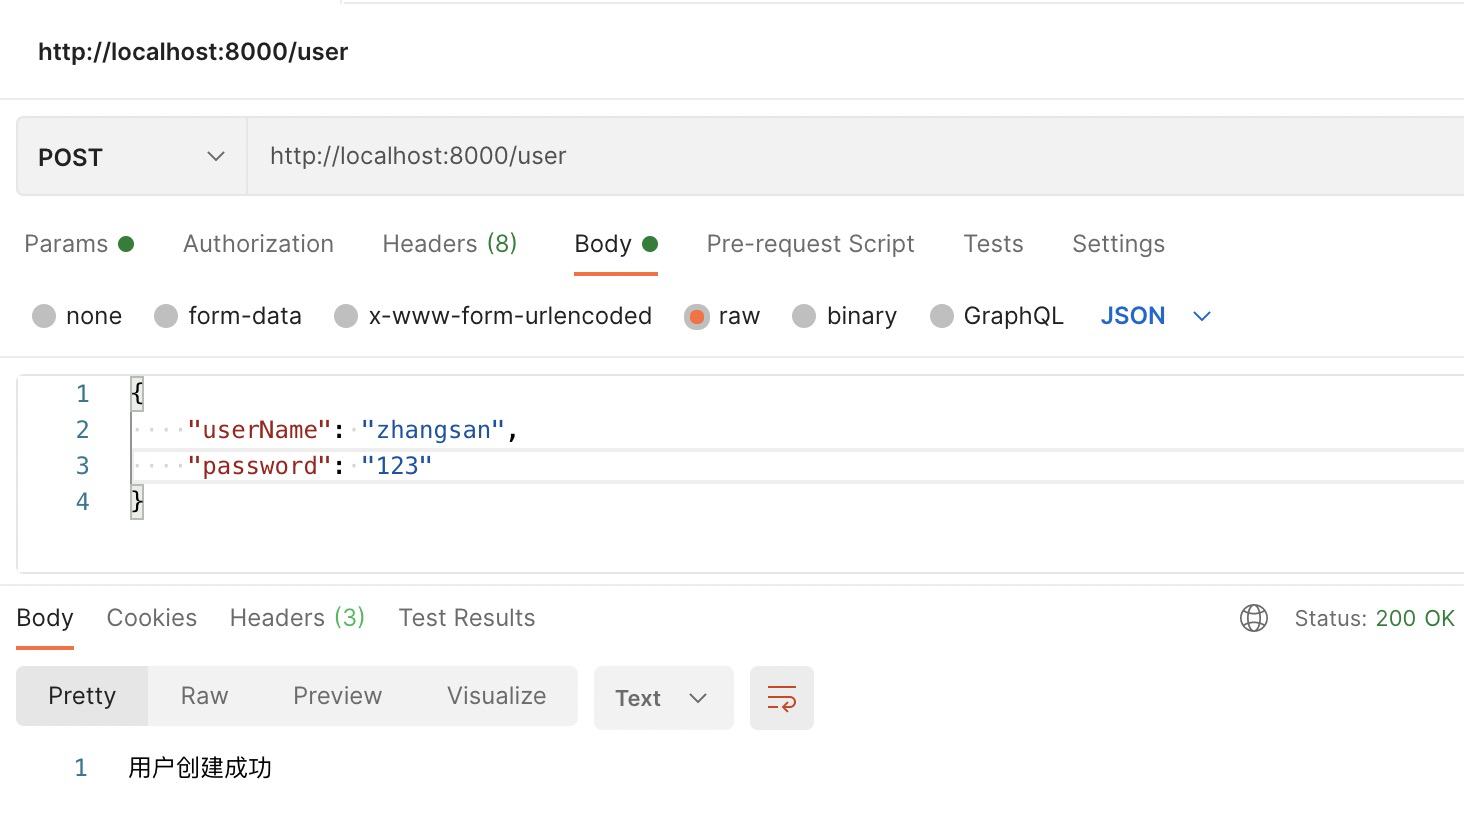 http://localhost:8000/user
POST http://localhost:8000/user
Params Authorization Headers (8) Body Pre-request Script Tests Settings
none form-data x-www-form-urlencoded raw binary GraphQL JSON
1 {
2 "userName": "zhangsan",
3 "password": "123"
4 }
Body Cookies Headers (3) Test Results Status: 200 OK
Pretty Raw Preview Visualize Text
1 用户创建成功